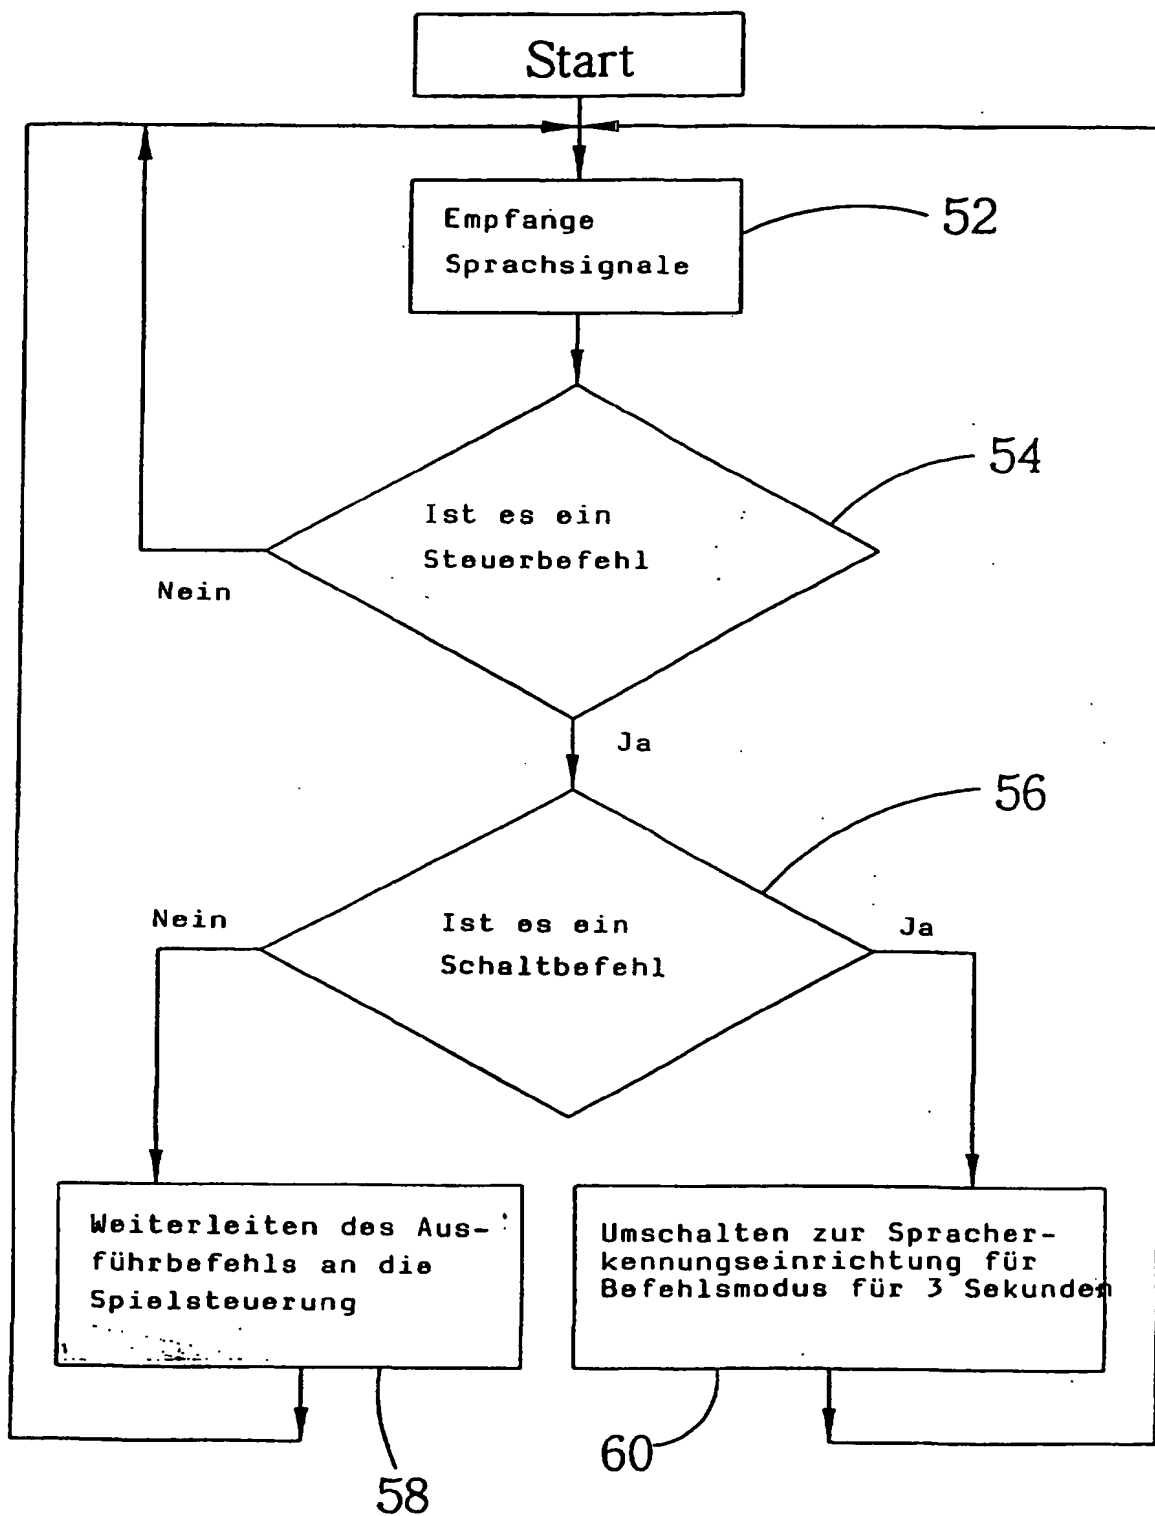 Start
Empfange
Sprachsignale
52
Ist es ein
Steuerbefehl
54
Nein
Ja
56
Nein
Ist es ein
Schaltbefehl
Ja
Weiterleiten des Aus-
führbefehls an die
Spielsteuerung
Umschalten zur Spracher-
kennungseinrichtung für
Befehlsmodus für 3 Sekunden
60
58